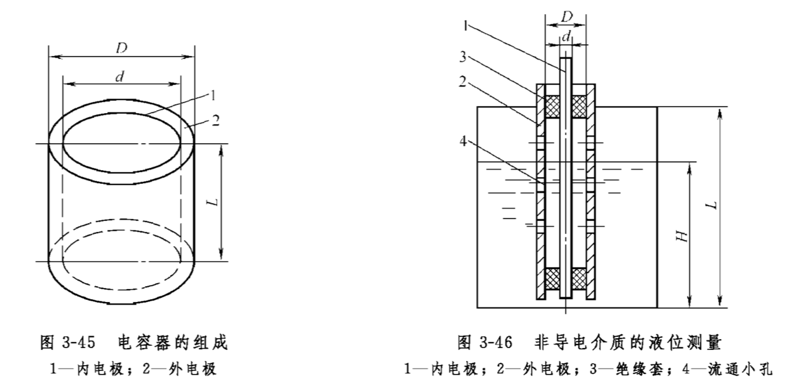 D
d
1
2
L
图 3-45 电容器的组成
1—内电极；2—外电极
D
d
1
3
2
4
H
L
图 3-46 非导电介质的液位测量
1—内电极；2—外电极；3—绝缘套；4—流通小孔